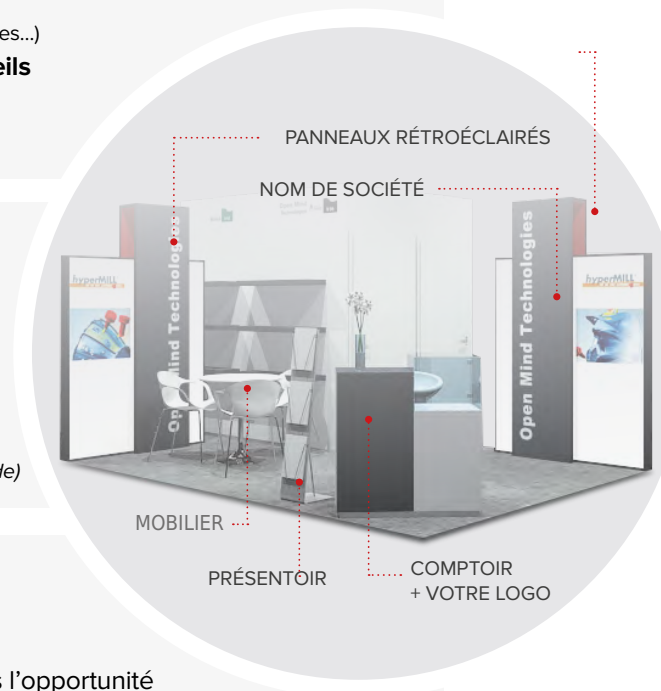 es...)
eils
PANNEAUX RÉTROÉCLAIRÉS
NOM DE SOCIÉTÉ
Open Mind Technologies
Open Mind Technologies
hyperMILL
hyperMILL
de)
MOBILIER
PRÉSENTOIR
COMPTOIR
+ VOTRE LOGO
s l'opportunité